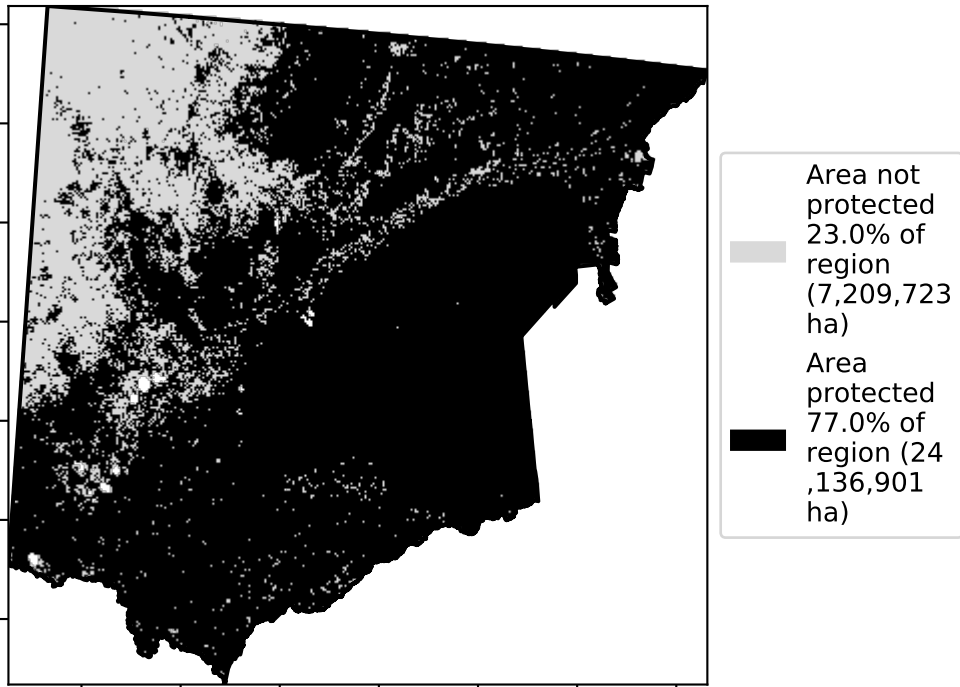 Area not
protected
23.0% of
region
(7,209,723
ha)
Area
protected
77.0% of
region (24
,136,901
ha)